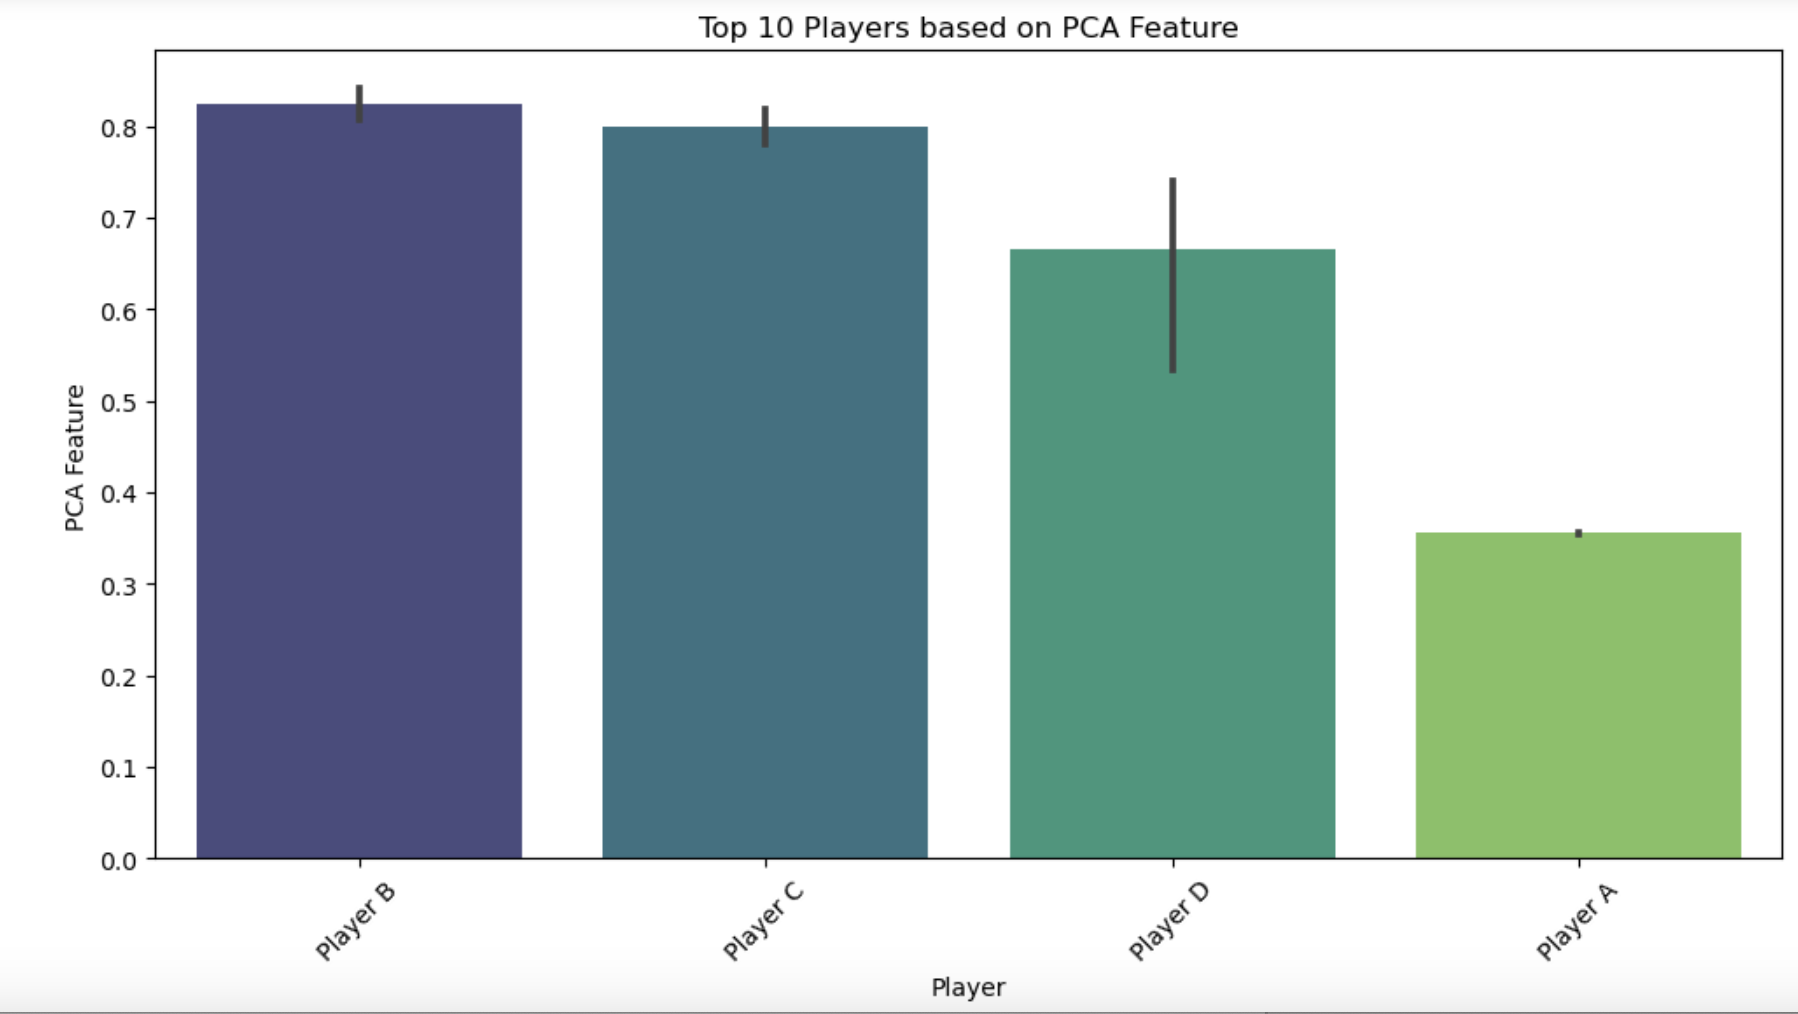 Top 10 Players based on PCA Feature
PCA Feature
0.8
0.7
0.6
0.5
0.4
0.3
0.2
0.1
0.0
Player B
Player C
Player D
Player A
Player